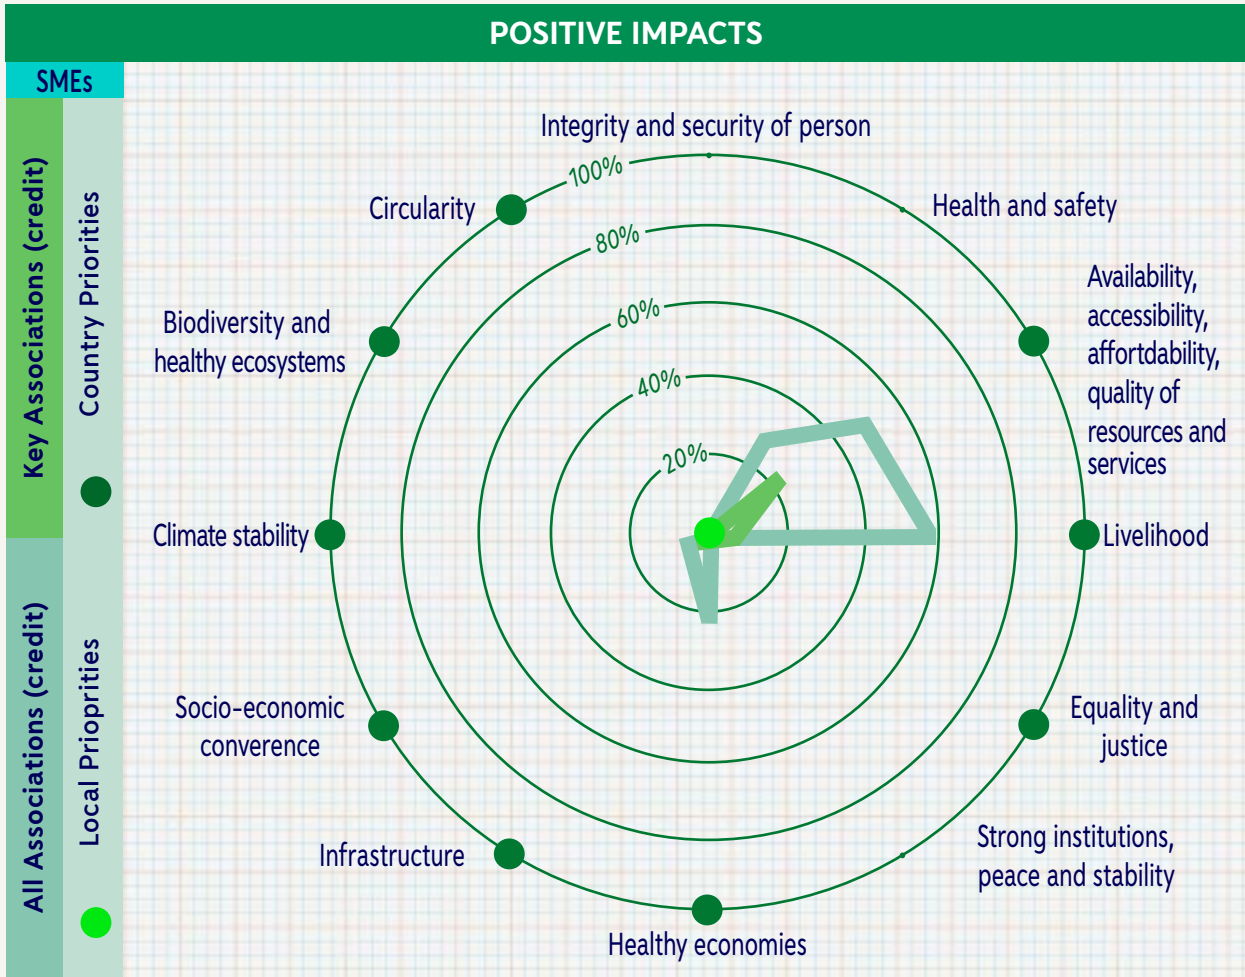 POSITIVE IMPACTS
SMEs
Key Associations (credit)
Country Priorities
All Associations (credit)
Local Prioprities
Integrity and security of person
100%
80%
60%
40%
20%
Health and safety
Availability,
accessibility,
affortdability,
quality of
resources and
services
Livelihood
Equality and
justice
Strong institutions,
peace and stability
Healthy economies
Infrastructure
Socio-economic
converence
Climate stability
Biodiversity and
healthy ecosystems
Circularity